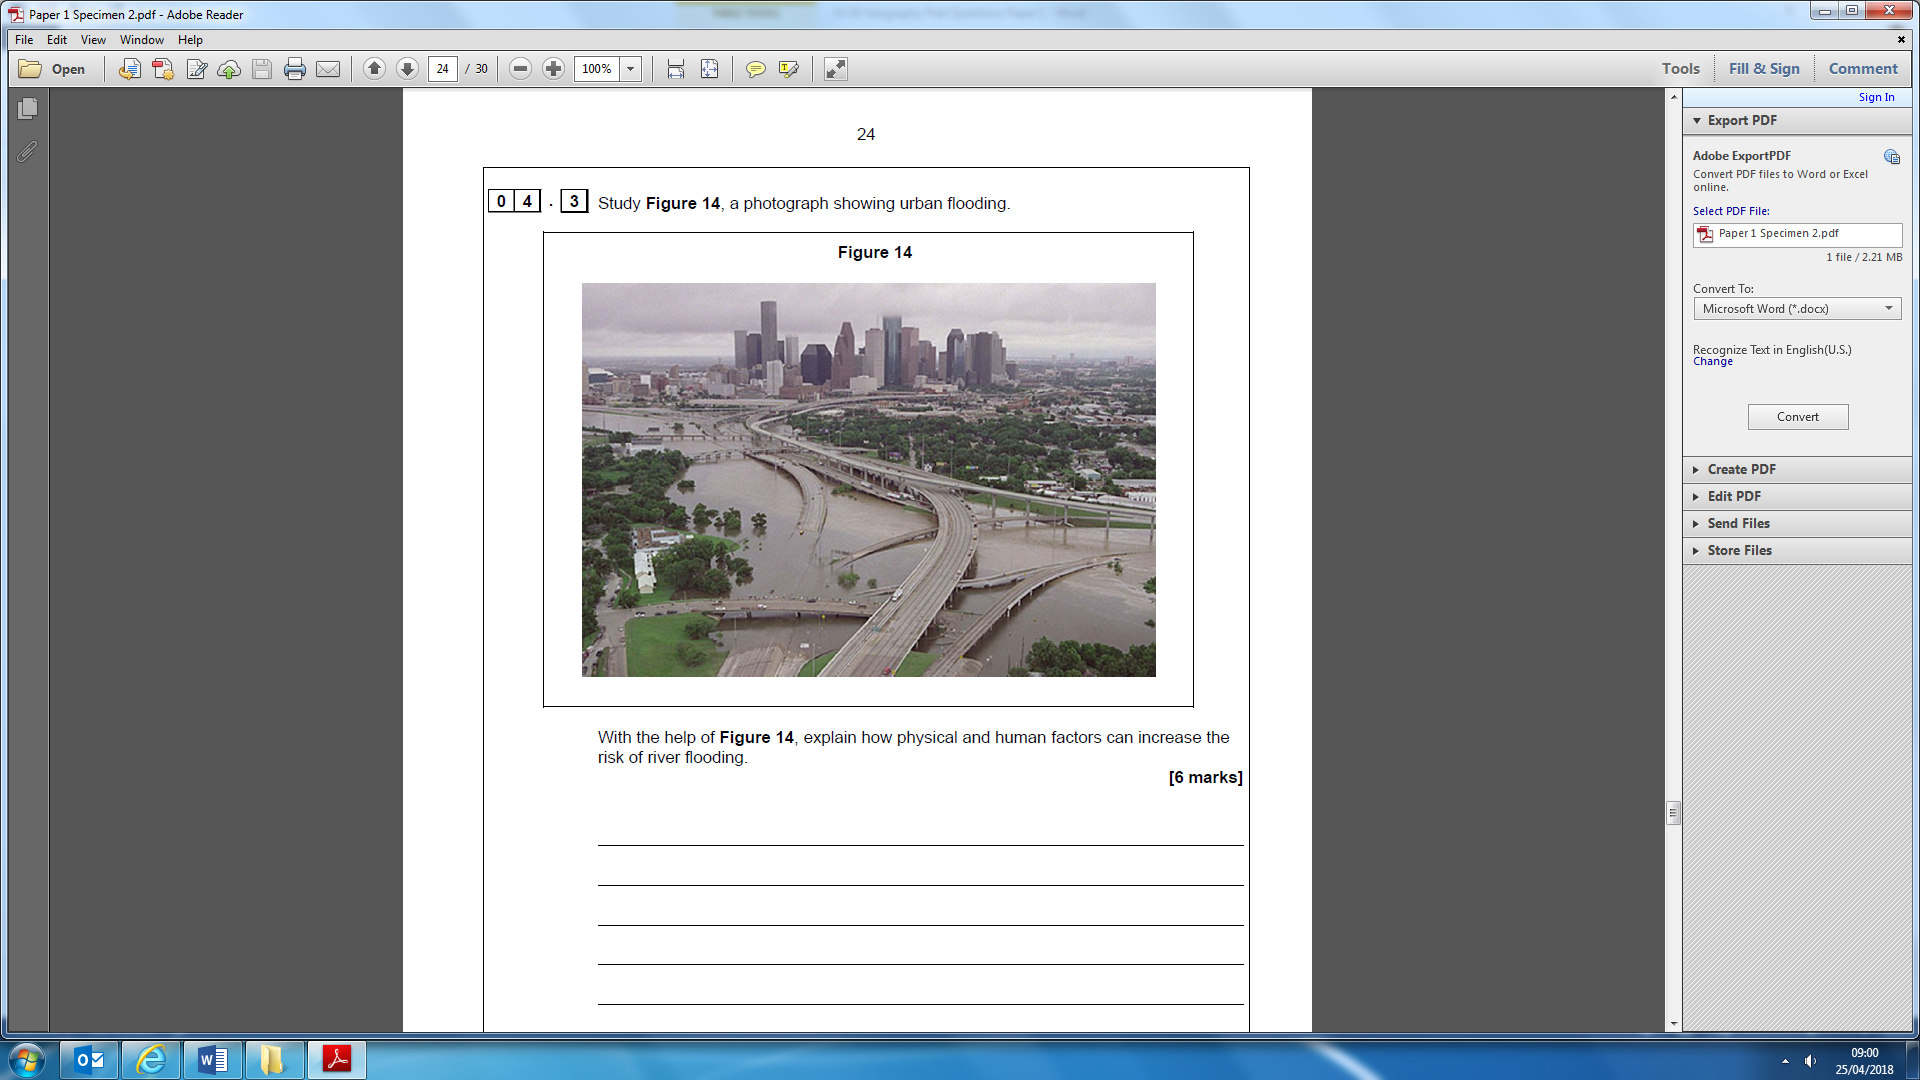 Paper 1 Specimen 2.pdf - Adobe Reader
File Edit View Window Help
Open 24 / 30 100% Tools Fill & Sign Comment
Sign In
24
0 4 . 3 Study Figure 14, a photograph showing urban flooding.
Figure 14
With the help of Figure 14, explain how physical and human factors can increase the
risk of river flooding.
[6 marks]
Export PDF
Adobe ExportPDF
Convert PDF files to Word or Excel
online.
Select PDF File:
Paper 1 Specimen 2.pdf
1 file / 2.21 MB
Convert To:
Microsoft Word (*.docx)
Recognize Text in English(U.S.)
Change
Convert
Create PDF
Edit PDF
Send Files
Store Files
09:00
25/04/2018